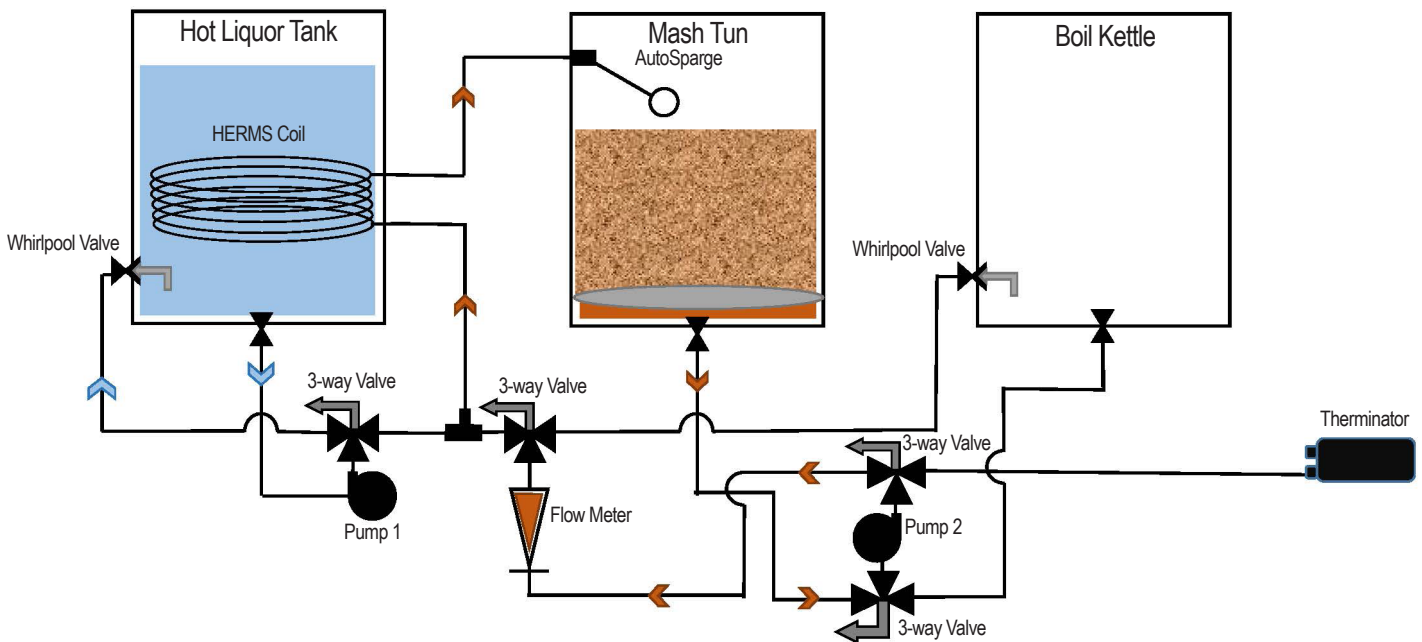 Hot Liquor Tank
Mash Tun
AutoSparge
Boil Kettle
HERMS Coil
Whirlpool Valve
Whirlpool Valve
3-way Valve
3-way Valve
Therminator
3-way Valve
Flow Meter
Pump 1
Pump 2
3-way Valve